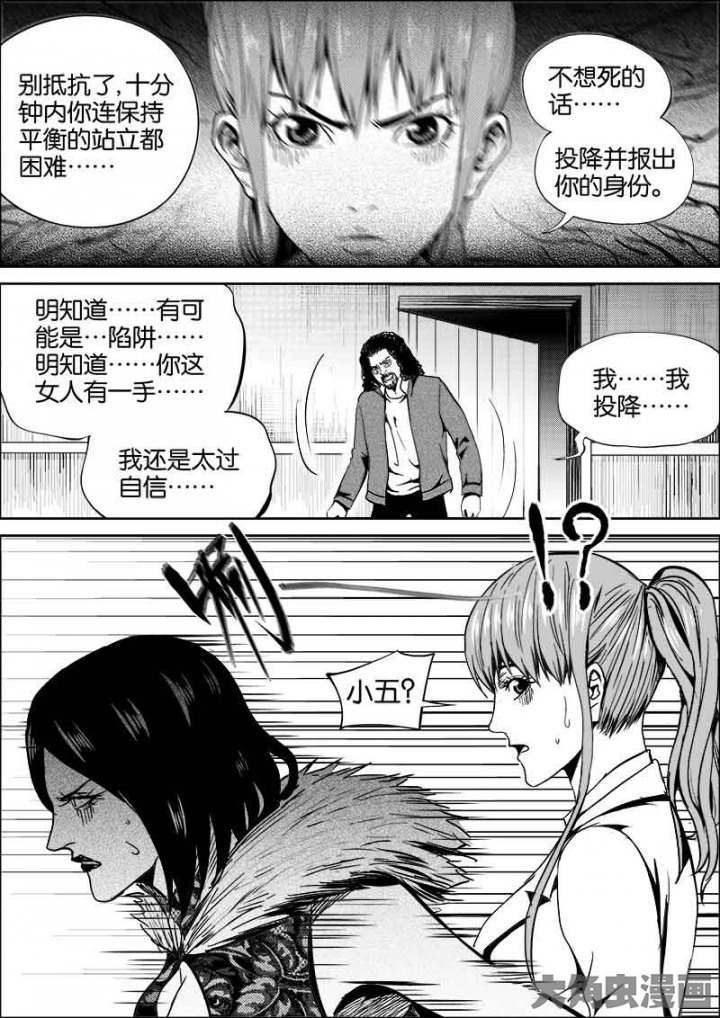 别抵抗了,十分
钟内你连保持
平衡的站立都
困难……
不想死的
话……
投降并报出
你的身份。
明知道……有可
能是…陷阱……
明知道……你这
女人有一手……
我还是太过
自信……
我……我
投降……
!?
小五?
大角虫漫画